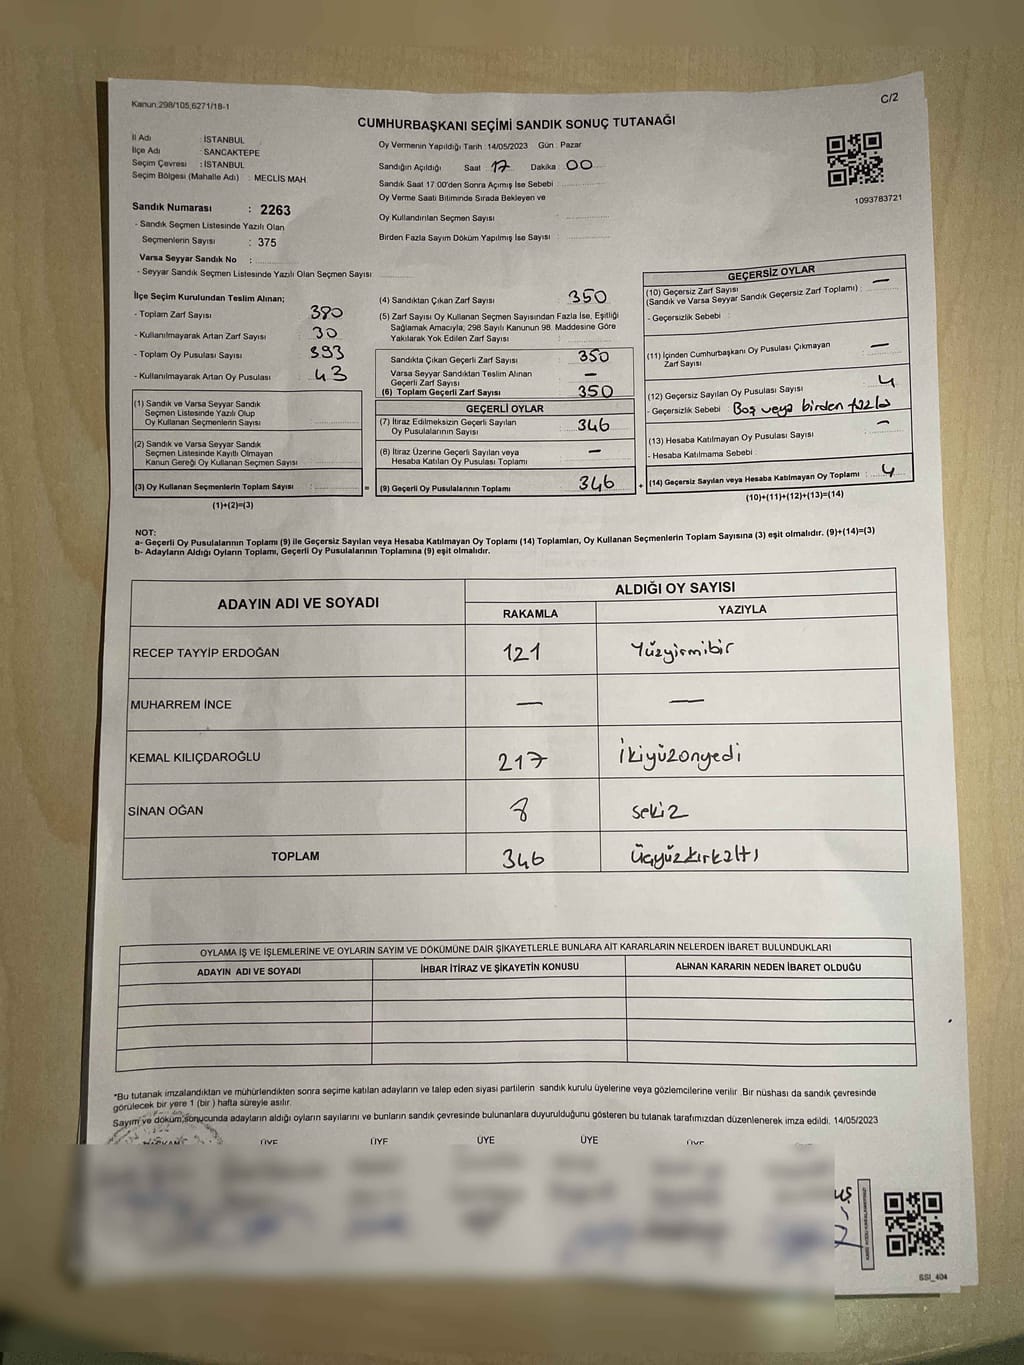 Kanun:298/105,6271/18-1
C/2
CUMHURBAŞKANI SEÇİMİ SANDIK SONUÇ TUTANAĞI
İl Adı : İSTANBUL
İlçe Adı : SANCAKTEPE
Seçim Çevresi : İSTANBUL
Seçim Bölgesi (Mahalle Adı) : MECLİS MAH.
Oy Vermenin Yapıldığı Tarih :14/05/2023 Gün : Pazar
Sandığın Açıldığı Saat : 17 Dakika : 00
Sandık Saat 17:00'den Sonra Açımış İse Sebebi :
Oy Verme Saati Bitiminde Sırada Bekleyen ve
Oy Kullandırılan Seçmen Sayısı :
Birden Fazla Sayım Döküm Yapılmış İse Sayısı :
1093783721
Sandık Numarası : 2263
- Sandık Seçmen Listesinde Yazılı Olan
Seçmenlerin Sayısı : 375
Varsa Seyyar Sandık No :
- Seyyar Sandık Seçmen Listesinde Yazılı Olan Seçmen Sayısı
İlçe Seçim Kurulundan Teslim Alınan;
- Toplam Zarf Sayısı : 380
- Kullanılmayarak Artan Zarf Sayısı : 30
- Toplam Oy Pusulası Sayısı : 393
- Kullanılmayarak Artan Oy Pusulası : 43
(1) Sandık ve Varsa Seyyar Sandık
Seçmen Listesinde Yazılı Olup
Oy Kullanan Seçmenlerin Sayısı :
(2) Sandık ve Varsa Seyyar Sandık
Seçmen Listesinde Kayıtlı Olmayan
Kanun Gereği Oy Kullanan Seçmen Sayısı :
(3) Oy Kullanan Seçmenlerin Toplam Sayısı :
(1)+(2)=(3)
(4) Sandıktan Çıkan Zarf Sayısı : 350
(5) Zarf Sayısı Oy Kullanan Seçmen Sayısından Fazla İse, Eşitliği
Sağlamak Amacıyla; 298 Sayılı Kanunun 98. Maddesine Göre
Yakılarak Yok Edilen Zarf Sayısı :
Sandıkta Çıkan Geçerli Zarf Sayısı : 350
Varsa Seyyar Sandıktan Teslim Alınan
Geçerli Zarf Sayısı : —
(6) Toplam Geçerli Zarf Sayısı : 350
GEÇERLİ OYLAR
(7) İtiraz Edilmeksizin Geçerli Sayılan
Oy Pusulalarının Sayısı : 346
(8) İtiraz Üzerine Geçerli Sayılan veya
Hesaba Katılan Oy Pusulası Toplamı : —
= (9) Geçerli Oy Pusulalarının Toplamı : 346
GEÇERSİZ OYLAR
(10) Geçersiz Zarf Sayısı
(Sandık ve Varsa Seyyar Sandık Geçersiz Zarf Toplamı) : —
- Geçersizlik Sebebi :
(11) İçinden Cumhurbaşkanı Oy Pusulası Çıkmayan
Zarf Sayısı : —
(12) Geçersiz Sayılan Oy Pusulası Sayısı : 4
- Geçersizlik Sebebi : Boş veya birden fazla
(13) Hesaba Katılmayan Oy Pusulası Sayısı : —
- Hesaba Katılmama Sebebi :
+ (14) Geçersiz Sayılan veya Hesaba Katılmayan Oy Toplamı : 4
(10)+(11)+(12)+(13)=(14)
NOT:
a- Geçerli Oy Pusulalarının Toplamı (9) ile Geçersiz Sayılan veya Hesaba Katılmayan Oy Toplamı (14) Toplamları, Oy Kullanan Seçmenlerin Toplam Sayısına (3) eşit olmalıdır. (9)+(14)=(3)
b- Adayların Aldığı Oyların Toplamı, Geçerli Oy Pusulalarının Toplamına (9) eşit olmalıdır.
ADAYIN ADI VE SOYADI
ALDIĞI OY SAYISI
RAKAMLA YAZIYLA
RECEP TAYYİP ERDOĞAN 121 Yüzyirmibir
MUHARREM İNCE — —
KEMAL KILIÇDAROĞLU 217 ikiyüzonyedi
SİNAN OĞAN 8 sekiz
TOPLAM 346 Üçyüzkırkaltı
OYLAMA İŞ VE İŞLEMLERİNE VE OYLARIN SAYIM VE DÖKÜMÜNE DAİR ŞİKAYETLERLE BUNLARA AİT KARARLARIN NELERDEN İBARET BULUNDUKLARI
ADAYIN ADI VE SOYADI İHBAR İTİRAZ VE ŞİKAYETİN KONUSU ALINAN KARARIN NEDEN İBARET OLDUĞU
*Bu tutanak imzalandıktan ve mühürlendikten sonra seçime katılan adayların ve talep eden siyasi partilerin sandık kurulu üyelerine veya gözlemcilerine verilir. Bir nüshası da sandık çevresinde
görülecek bir yere 1 (bir) hafta süreyle asılır.
Sayım ve döküm sonucunda adayların aldığı oyların sayılarını ve bunların sandık çevresinde bulunanlara duyurulduğunu gösteren bu tutanak tarafımızdan düzenlenerek imza edildi. 14/05/2023
ÜYE ÜYE ÜYE ÜYE ÜYE
SSI_404